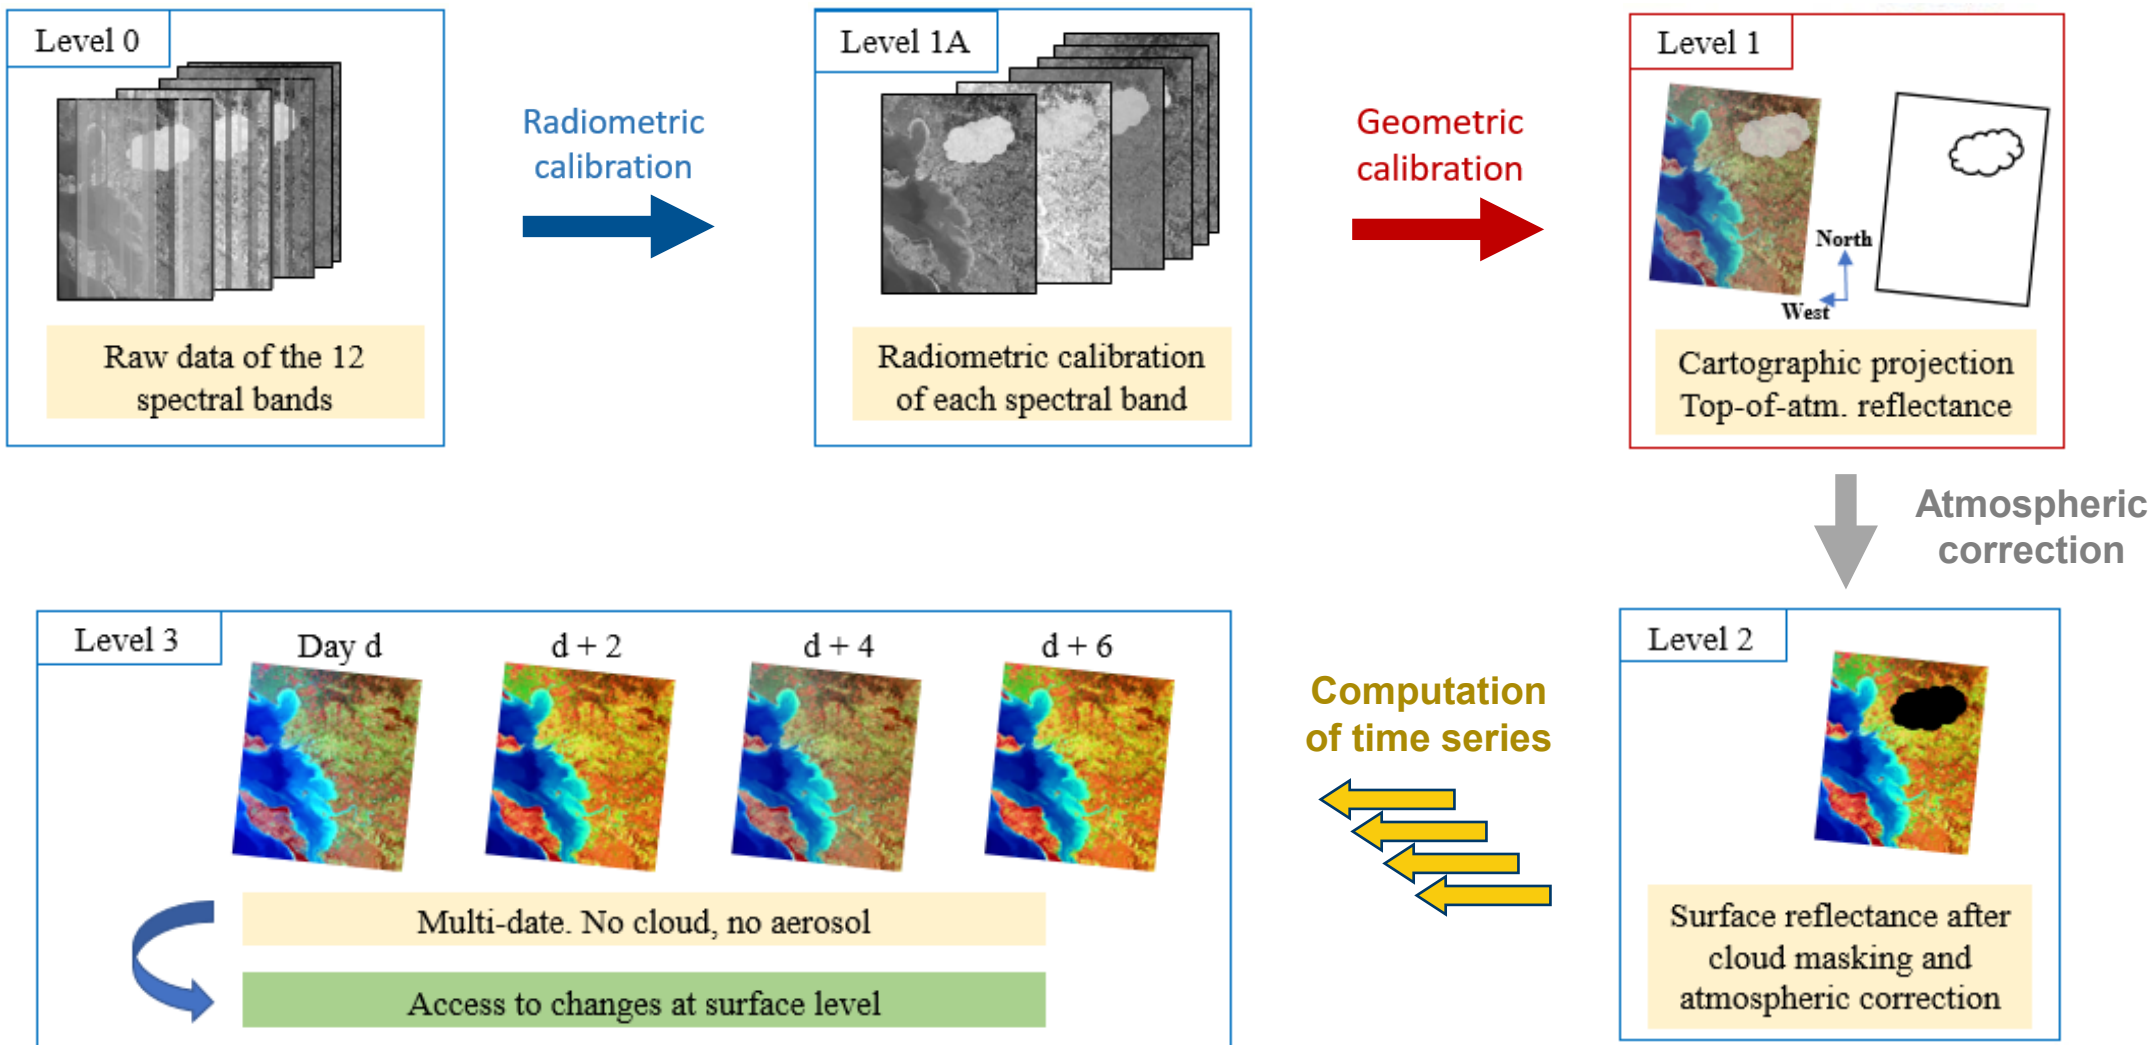 Level 0
Raw data of the 12
spectral bands
Radiometric
calibration
Level 1A
Radiometric calibration
of each spectral band
Geometric
calibration
Level 1
North
West
Cartographic projection
Top-of-atm. reflectance
Atmospheric
correction
Level 2
Surface reflectance after
cloud masking and
atmospheric correction
Computation
of time series
Level 3
Day d
d + 2
d + 4
d + 6
Multi-date. No cloud, no aerosol
Access to changes at surface level